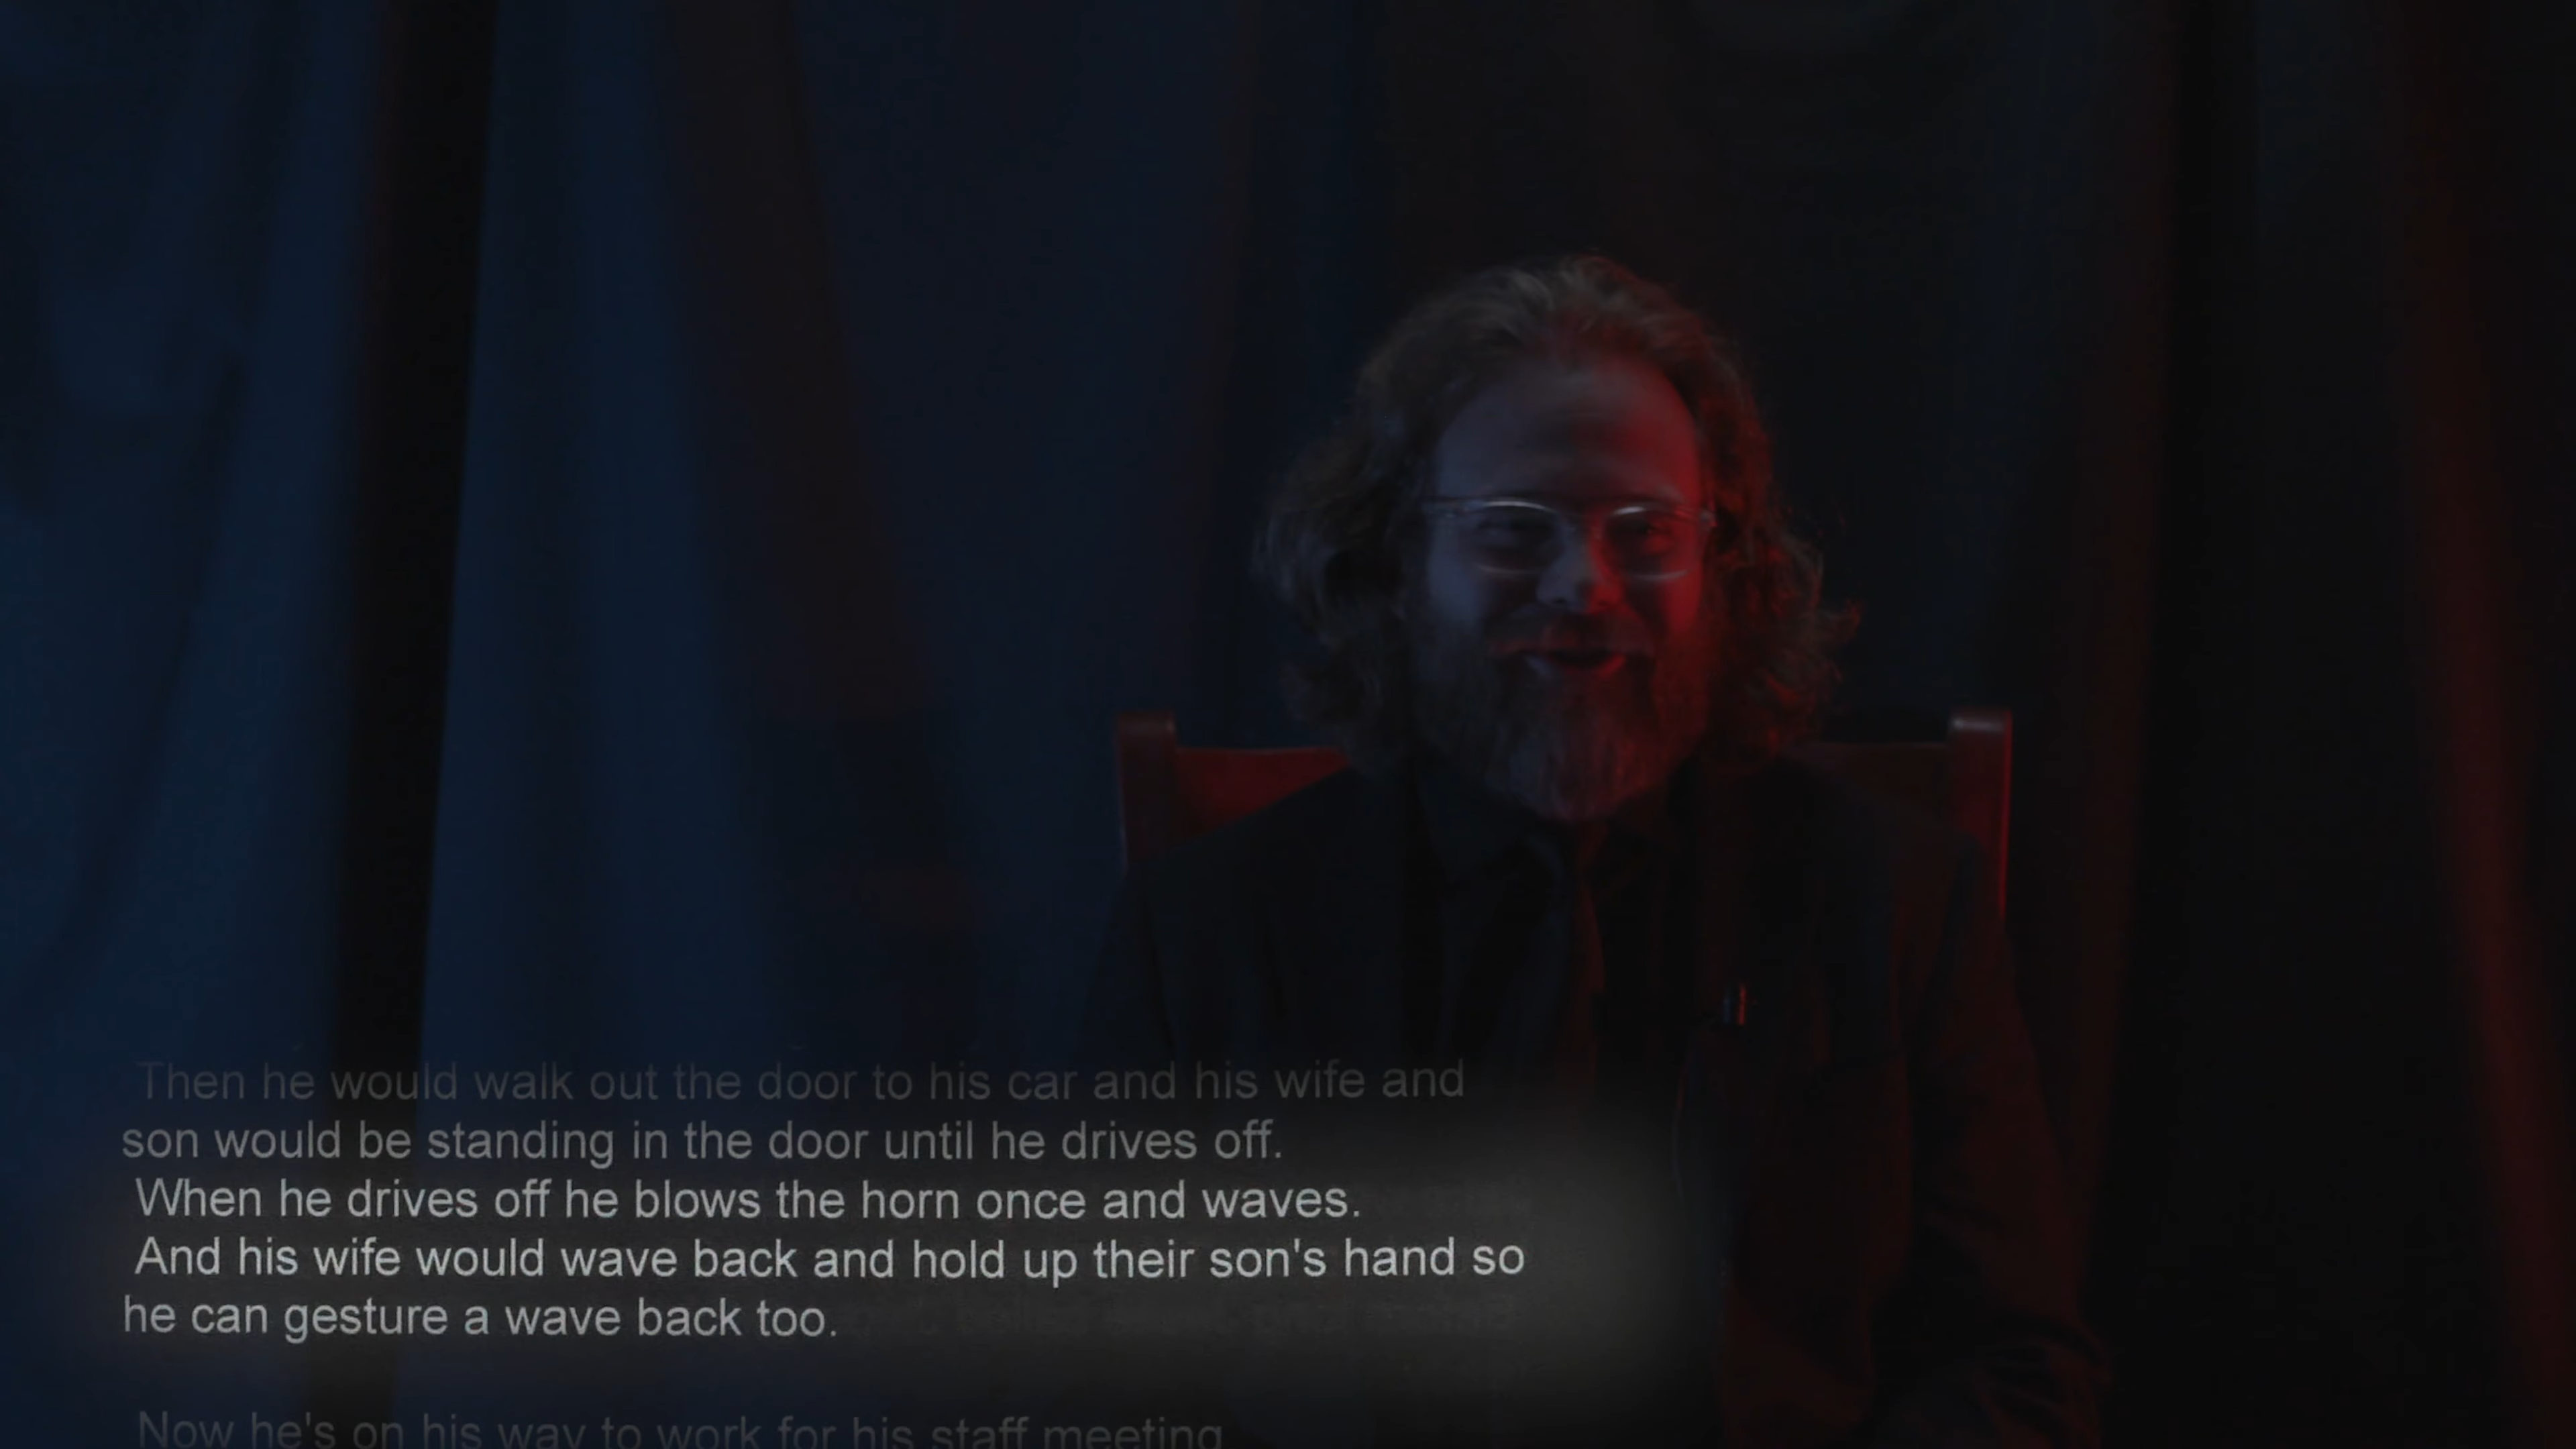 Then he would walk out the door to his car and his wife and
son would be standing in the door until he drives off.
When he drives off he blows the horn once and waves.
And his wife would wave back and hold up their son's hand so
he can gesture a wave back too.
Now he's on his way to work for his staff meeting